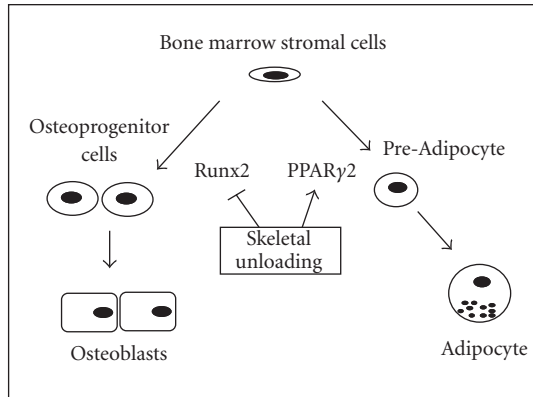 Bone marrow stromal cells
Osteoprogenitor
cells
Pre-Adipocyte
Runx2
PPARγ2
Skeletal
unloading
Osteoblasts
Adipocyte